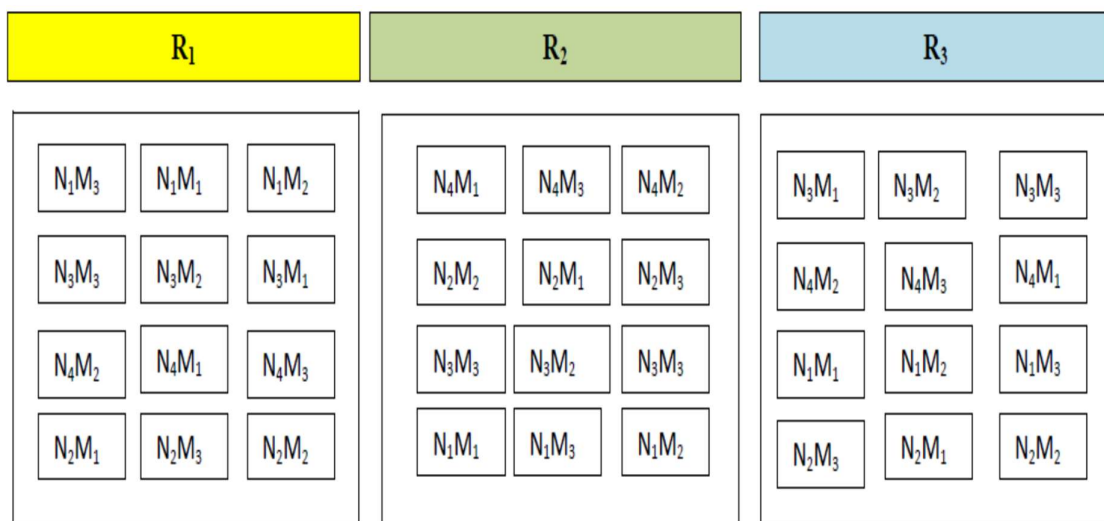 R₁ R₂ R₃
N₁M₃ N₁M₁ N₁M₂ N₄M₁ N₄M₃ N₄M₂ N₃M₁ N₃M₂ N₃M₃
N₃M₃ N₃M₂ N₃M₁ N₂M₂ N₂M₁ N₂M₃ N₄M₂ N₄M₃ N₄M₁
N₄M₂ N₄M₁ N₄M₃ N₃M₃ N₃M₂ N₃M₃ N₁M₁ N₁M₂ N₁M₃
N₂M₁ N₂M₃ N₂M₂ N₁M₁ N₁M₃ N₁M₂ N₂M₃ N₂M₁ N₂M₂